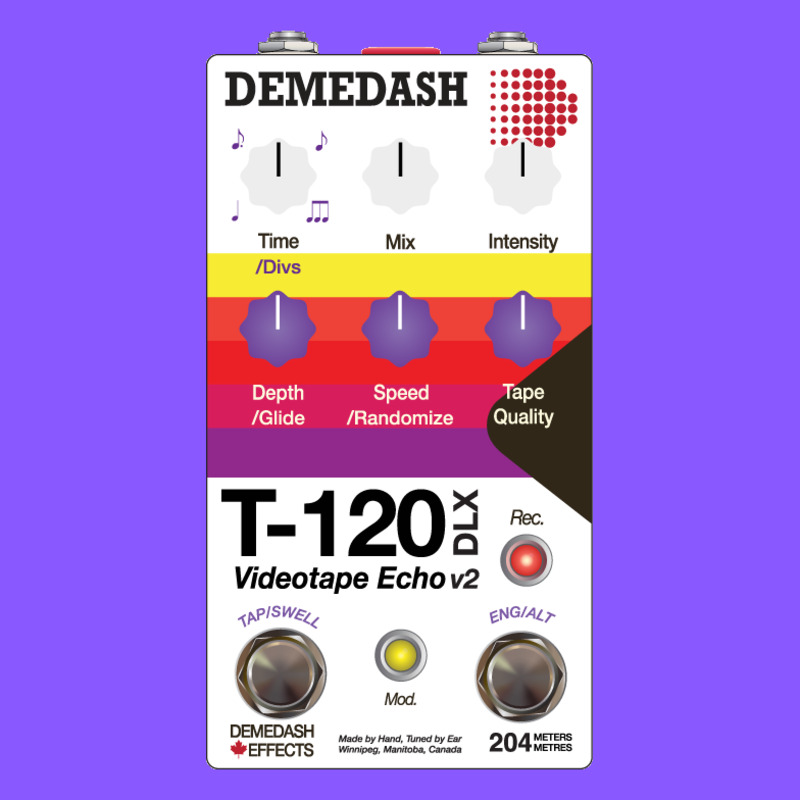 DEMEDASH
Time Mix Intensity
/Divs
Depth Speed Tape
/Glide /Randomize Quality
T-120 DLX
Rec.
Videotape Echo v2
TAP/SWELL ENG/ALT
Mod.
DEMEDASH
EFFECTS
Made by Hand, Tuned by Ear
Winnipeg, Manitoba, Canada
204 METERS
METRES